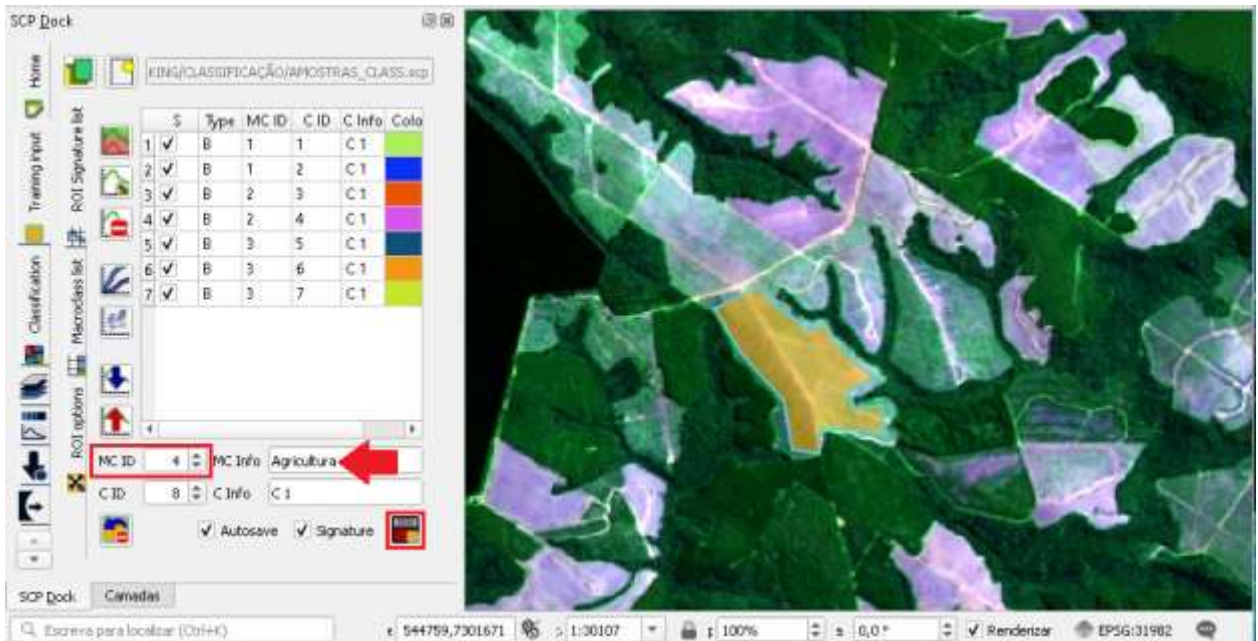 SCP Dock
Home
Training input
Classification
ROI Signature list
Macroclass list
ROI options
KING/CLASSIFICAÇÃO/AMOSTRAS_CLASS.scp
S Type MC ID C ID C Info Colo
1 B 1 1 C 1
2 B 1 2 C 1
3 B 2 3 C 1
4 B 2 4 C 1
5 B 3 5 C 1
6 B 3 6 C 1
7 B 3 7 C 1
MC ID 4 MC Info Agricultura
C ID 8 C Info C 1
Autosave Signature
SCP Dock Camadas
Escreva para localizar (Ctrl+K) 544759,7301671 1:30107 100% 0,0 ° Renderizar EPSG:31982